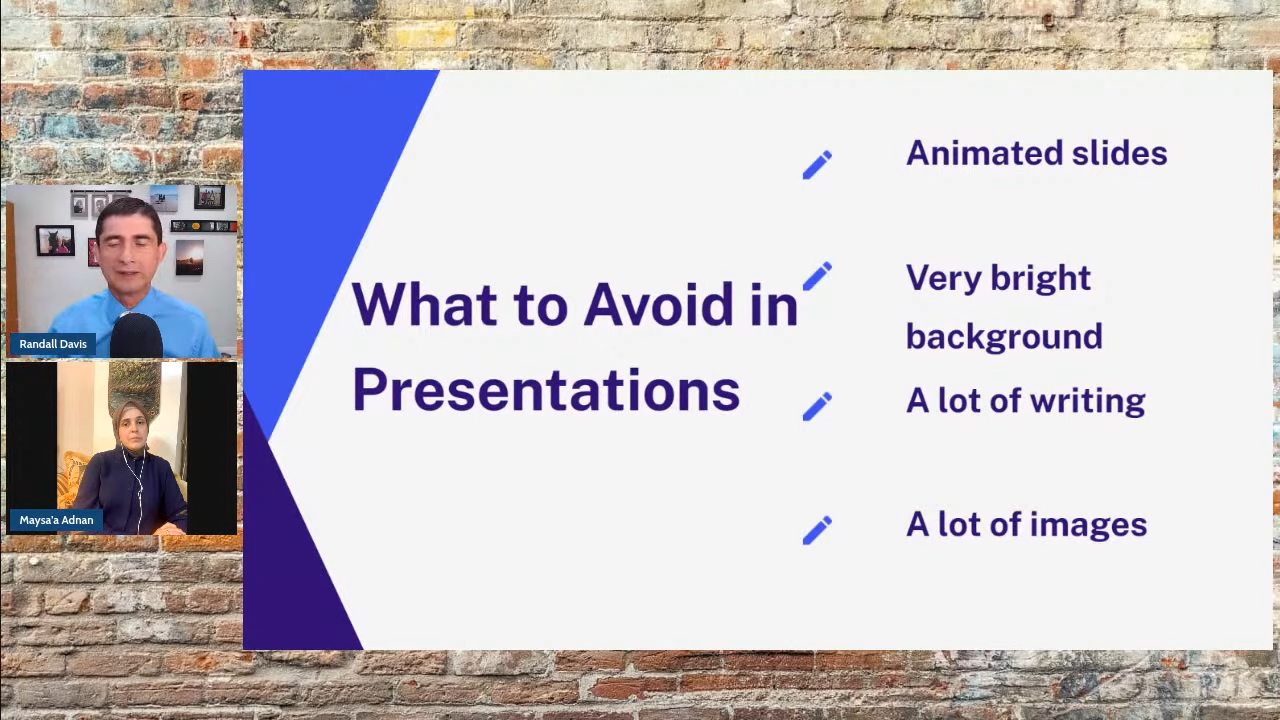 What to Avoid in
Presentations
Animated slides
Very bright
background
A lot of writing
A lot of images
Randall Davis
Maysa'a Adnan